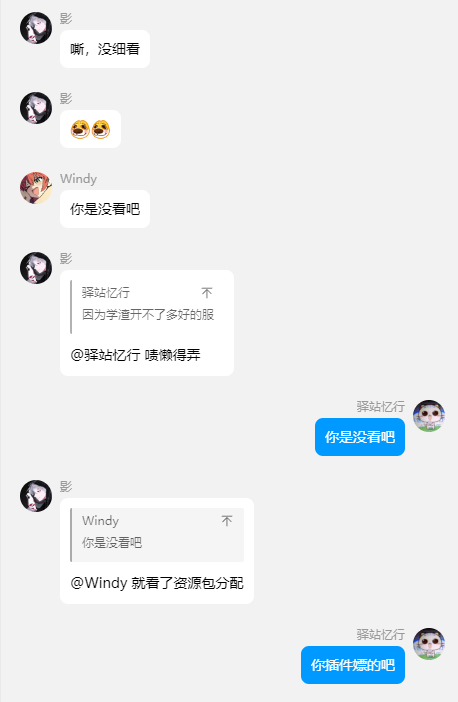 影
嘶，没细看
影
Windy
你是没看吧
影
驿站忆行
因为学渣开不了多好的服
@驿站忆行 啧懒得弄
驿站忆行
你是没看吧
影
Windy
你是没看吧
@Windy 就看了资源包分配
驿站忆行
你插件嫖的吧